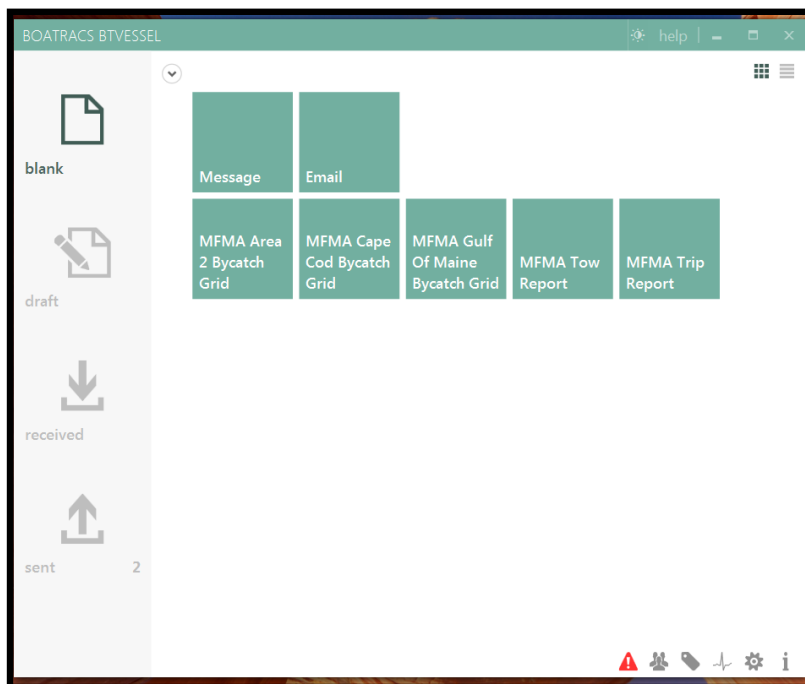 BOATRACS BTVESSEL
help
blank
draft
received
sent 2
Message
Email
MFMA Area
2 Bycatch
Grid
MFMA Cape
Cod Bycatch
Grid
MFMA Gulf
Of Maine
Bycatch Grid
MFMA Tow
Report
MFMA Trip
Report